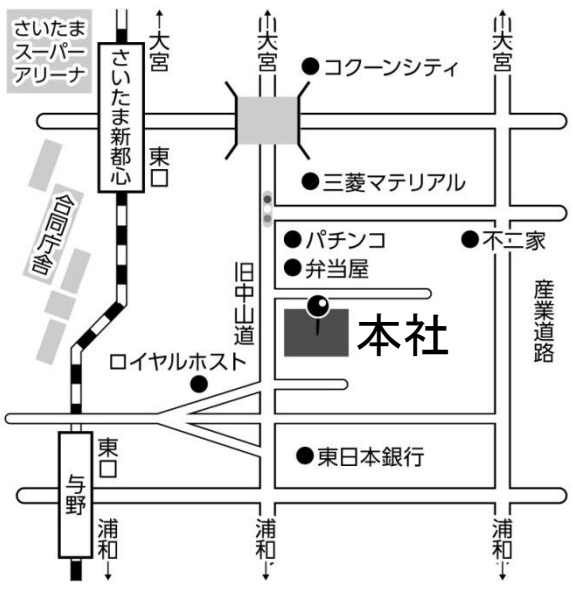 さいたま
スーパー
アリーナ
大宮
大宮
大宮
さいたま新都心
東口
コクーンシティ
三菱マテリアル
合同庁舎
パチンコ
不二家
弁当屋
旧中山道
産業道路
本社
ロイヤルホスト
東口
東日本銀行
与野
浦和
浦和
浦和